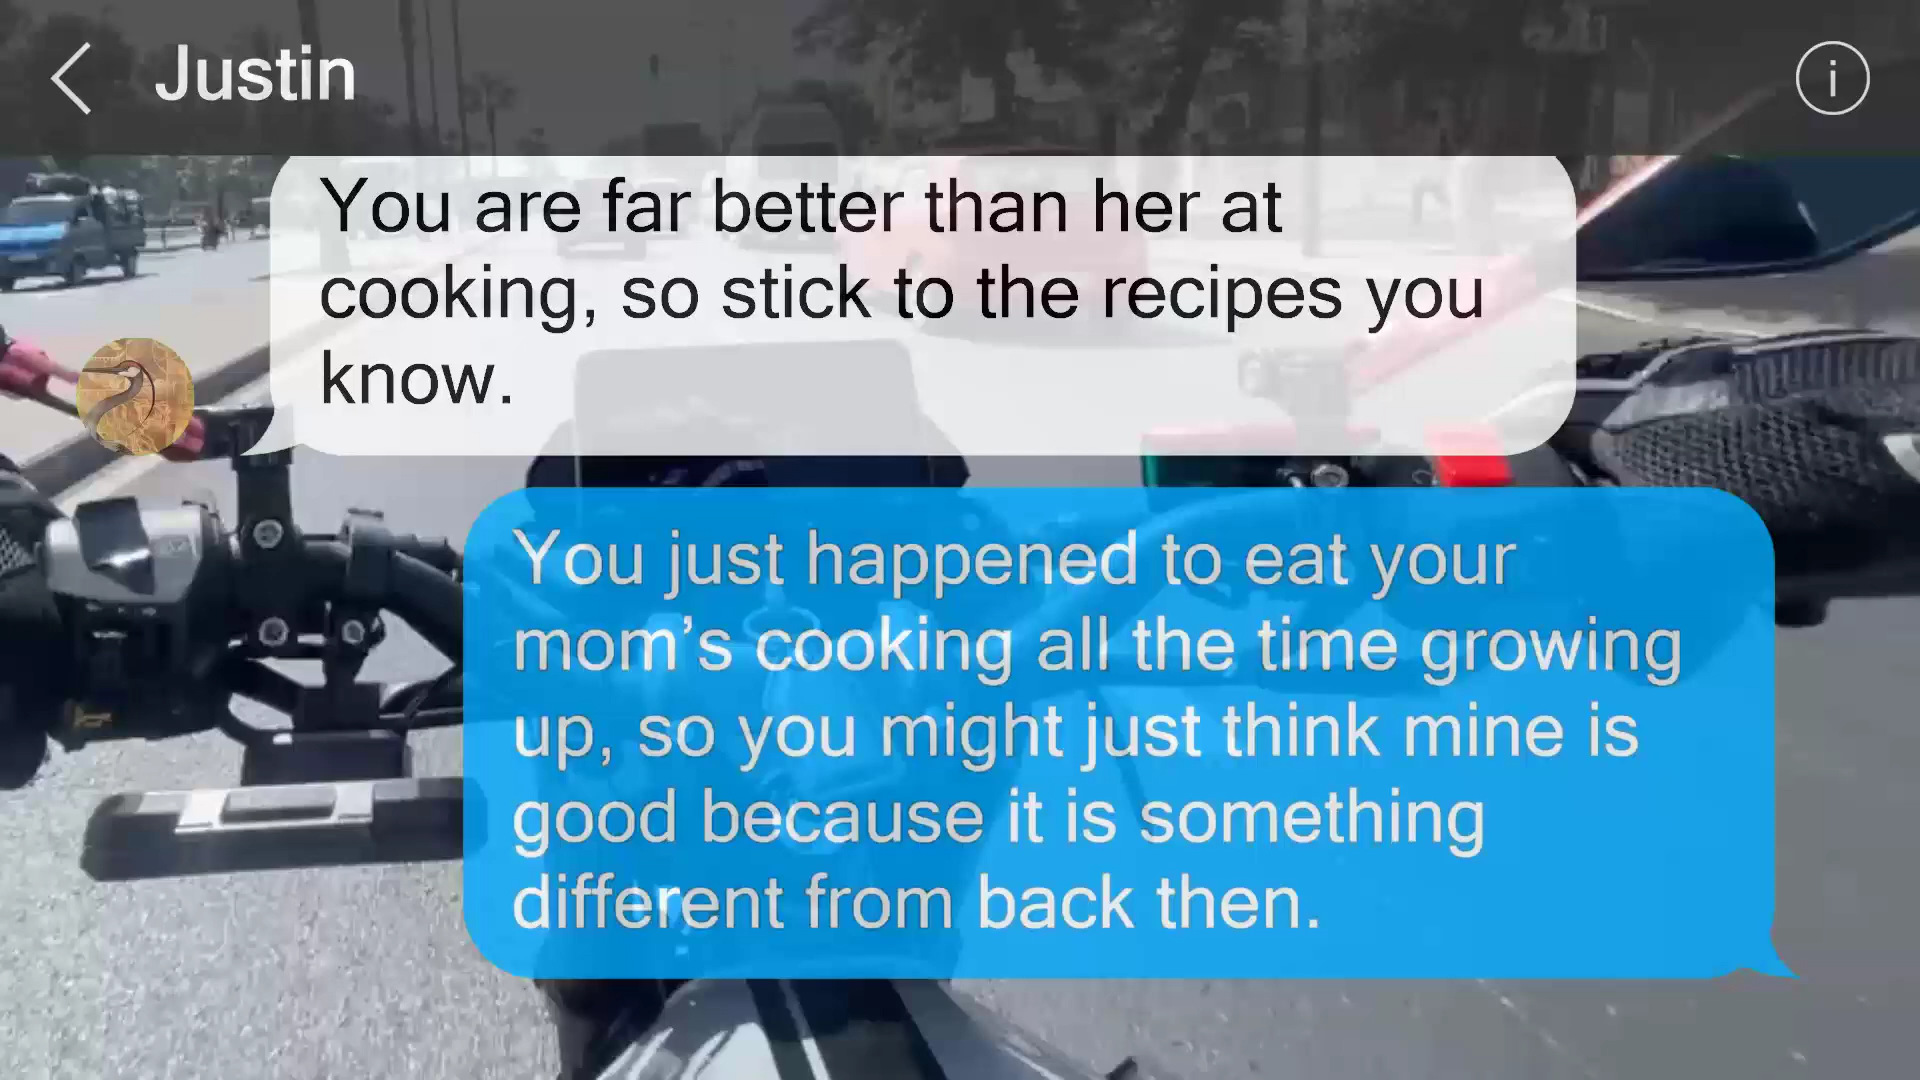 Justin
i
You are far better than her at
cooking, so stick to the recipes you
know.
You just happened to eat your
mom’s cooking all the time growing
up, so you might just think mine is
good because it is something
different from back then.